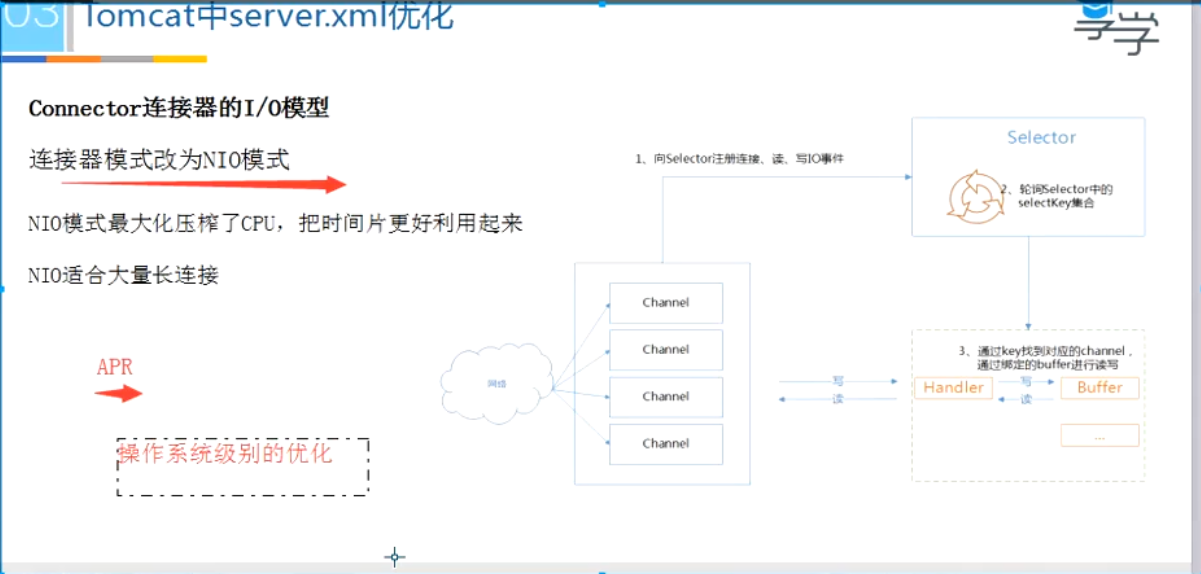 03
Tomcat中server.xml优化
享学
Connector连接器的I/O模型
连接器模式改为NIO模式
NIO模式最大化压榨了CPU，把时间片更好利用起来
NIO适合大量长连接
APR
操作系统级别的优化
1、向Selector注册连接、读、写IO事件
Selector
2、轮词Selector中的
selectKey集合
网络
Channel
Channel
Channel
Channel
写
读
3、通过key找到对应的channel，
通过绑定的buffer进行读写
Handler
写
读
Buffer
...